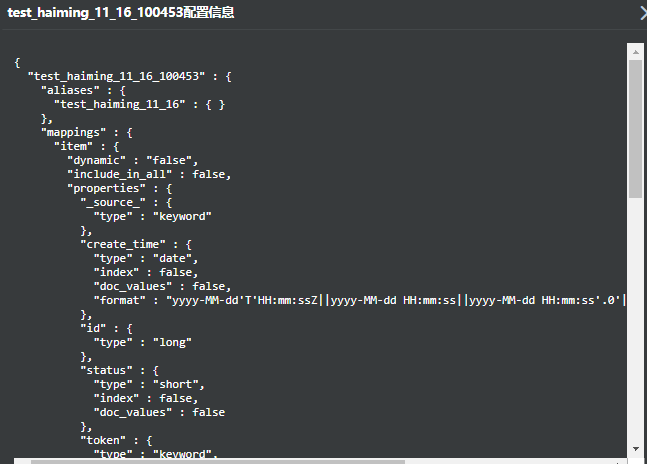 test_haiming_11_16_100453配置信息
{
"test_haiming_11_16_100453" : {
"aliases" : {
"test_haiming_11_16" : { }
},
"mappings" : {
"item" : {
"dynamic" : "false",
"include_in_all" : false,
"properties" : {
"_source_" : {
"type" : "keyword"
},
"create_time" : {
"type" : "date",
"index" : false,
"doc_values" : false,
"format" : "yyyy-MM-dd'T'HH:mm:ssZ||yyyy-MM-dd HH:mm:ss||yyyy-MM-dd HH:mm:ss'.0'|
},
"id" : {
"type" : "long"
},
"status" : {
"type" : "short",
"index" : false,
"doc_values" : false
},
"token" : {
"type" : "keyword",